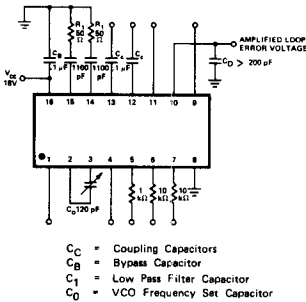 R1 R1
50 50
Ω Ω
CB Cc Cc
1 μF 1100 pF 1100 pF 1 μF
VCC
18V
AMPLIFIED LOOP
ERROR VOLTAGE
CD > 200 pF
16 15 14 13 12 11 10 9
1 2 3 4 5 6 7 8
C0 120 pF
1 kΩ 10 kΩ 10 kΩ
CC = Coupling Capacitors
CB = Bypass Capacitor
C1 = Low Pass Filter Capacitor
C0 = VCO Frequency Set Capacitor